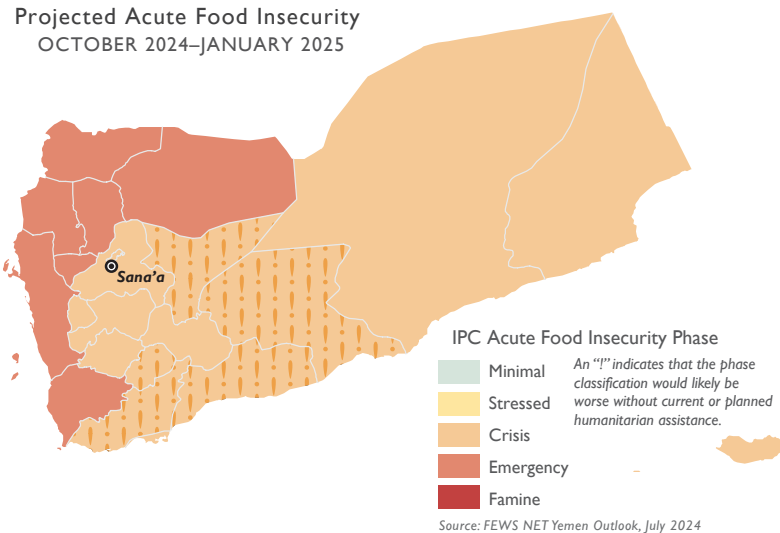 Projected Acute Food Insecurity
OCTOBER 2024–JANUARY 2025
Sana’a
IPC Acute Food Insecurity Phase
Minimal
Stressed
Crisis
Emergency
Famine
An “!” indicates that the phase
classification would likely be
worse without current or planned
humanitarian assistance.
Source: FEWS NET Yemen Outlook, July 2024